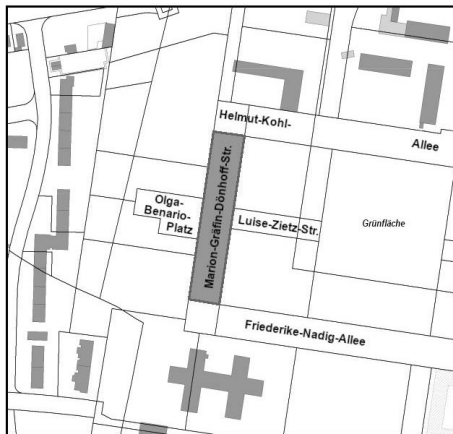 Helmut-Kohl-
Allee
Marion-Gräfin-Dönhoff-Str.
Olga-
Benario-
Platz
Luise-Zietz-Str.
Grünfläche
Friederike-Nadig-Allee